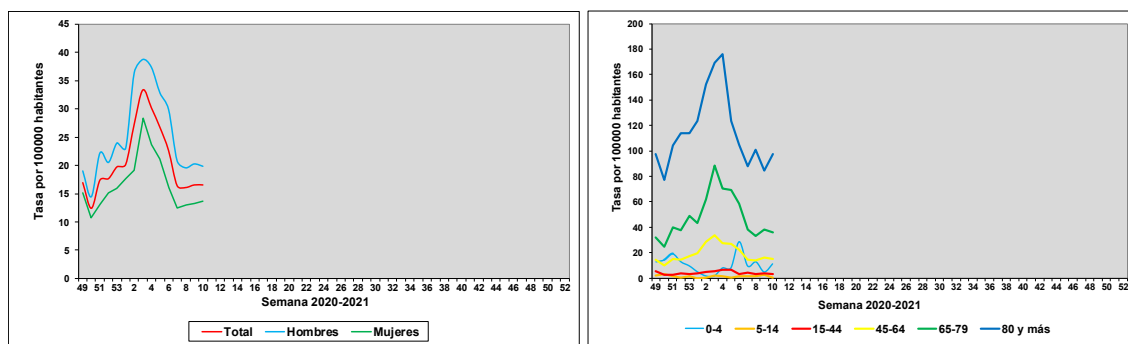 Tasa por 100000 habitantes
45
40
35
30
25
20
15
10
5
0
49 51 53 2 4 6 8 10 12 14 16 18 20 22 24 26 28 30 32 34 36 38 40 42 44 46 48 50 52
Semana 2020-2021
Total Hombres Mujeres
Tasa por 100000 habitantes
200
180
160
140
120
100
80
60
40
20
0
49 51 53 2 4 6 8 10 12 14 16 18 20 22 24 26 28 30 32 34 36 38 40 42 44 46 48 50 52
Semana 2020-2021
0-4 5-14 15-44 45-64 65-79 80 y más